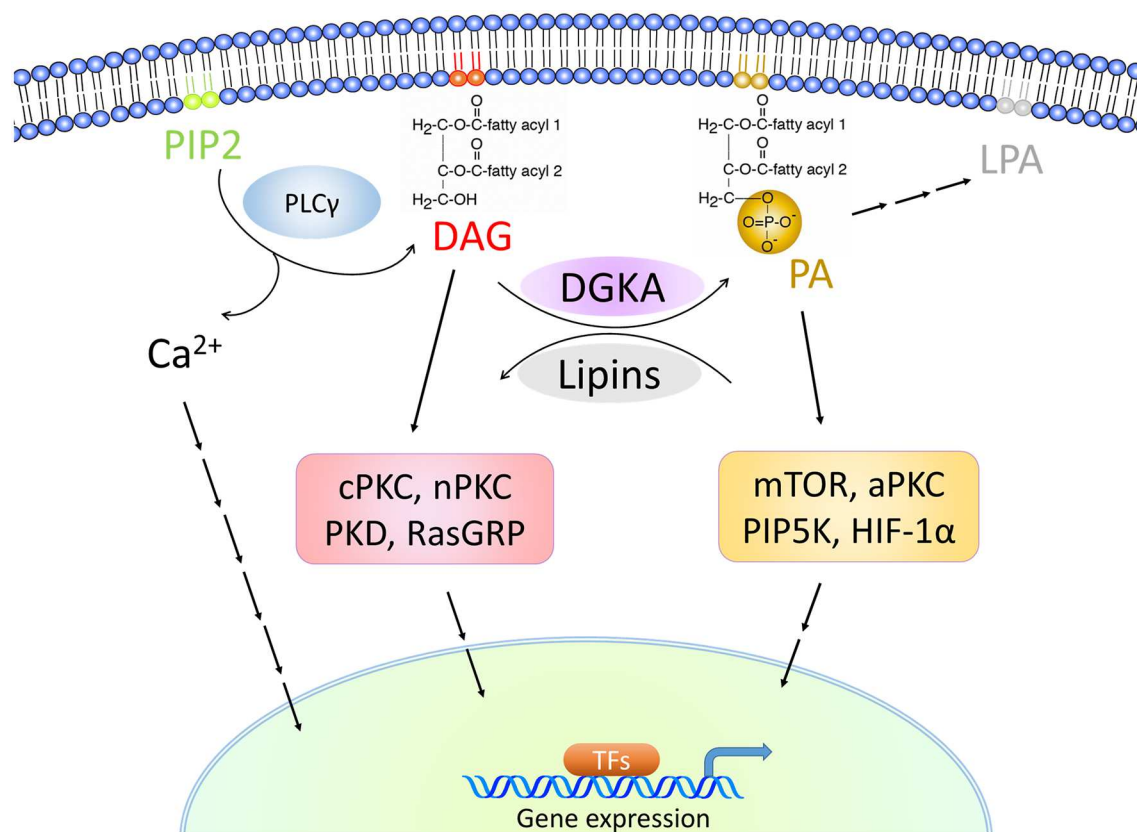 PIP2
PLCγ
O
H₂-C-O-C-fatty acyl 1
O
C-O-C-fatty acyl 2
H₂-C-OH
DAG
O
H₂-C-O-C-fatty acyl 1
O
C-O-C-fatty acyl 2
H₂-C
O
O=P-O⁻
O⁻
PA
LPA
DGKA
Lipins
Ca²⁺
cPKC, nPKC
PKD, RasGRP
mTOR, aPKC
PIP5K, HIF-1α
TFs
Gene expression